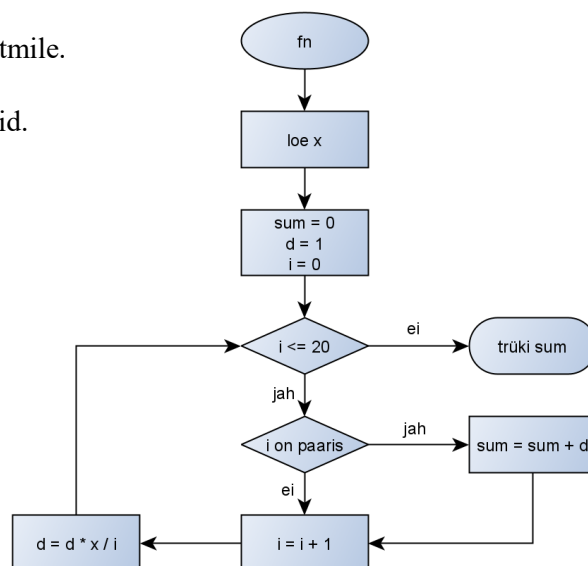 tmile.
id.
fn
loe x
sum = 0
d = 1
i = 0
i <= 20
ei
trüki sum
jah
i on paaris
jah
sum = sum + d
ei
d = d * x / i
i = i + 1